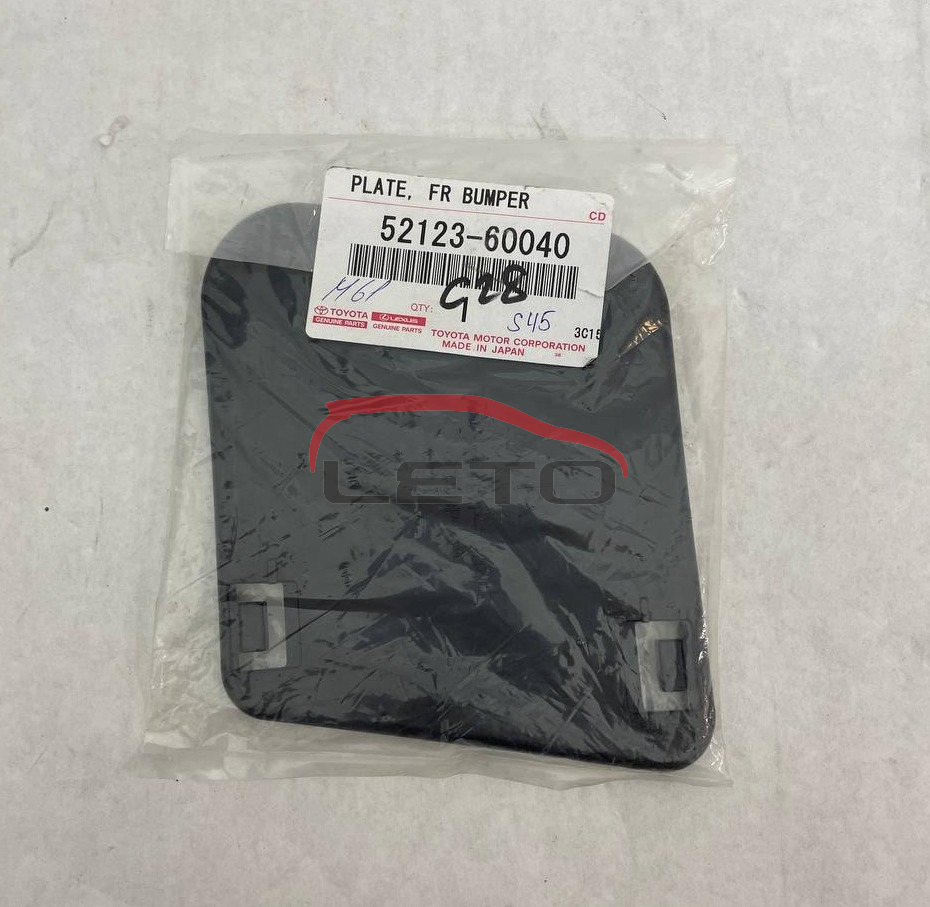 PLATE, FR BUMPER
CD
52123-60040
G28
M61
QTY: 1
S45
3C15
TOYOTA
GENUINE PARTS
LEXUS
GENUINE PARTS
TOYOTA MOTOR CORPORATION
MADE IN JAPAN
LETO